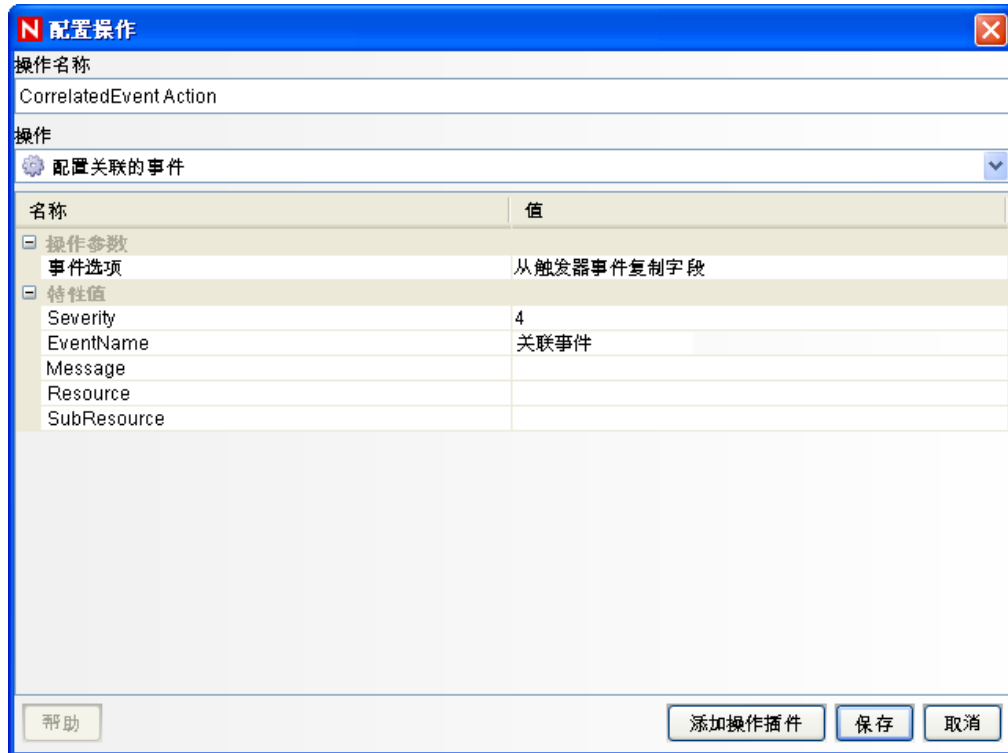 N 配置操作
操作名称
CorrelatedEvent Action
操作
配置关联的事件
名称 值
操作参数
事件选项 从触发器事件复制字段
特性值
Severity 4
EventName 关联事件
Message
Resource
SubResource
帮助 添加操作插件 保存 取消